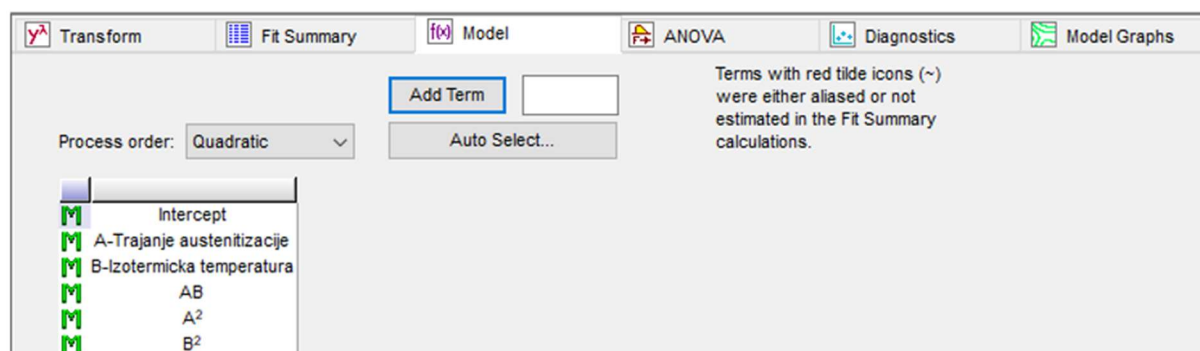 Transform Fit Summary f(x) Model ANOVA Diagnostics Model Graphs
yλ
Add Term
Terms with red tilde icons (~)
were either aliased or not
estimated in the Fit Summary
calculations.
Process order: Quadratic
Auto Select...
M Intercept
M A-Trajanje austenitizacije
M B-Izotermicka temperatura
M AB
M A²
M B²